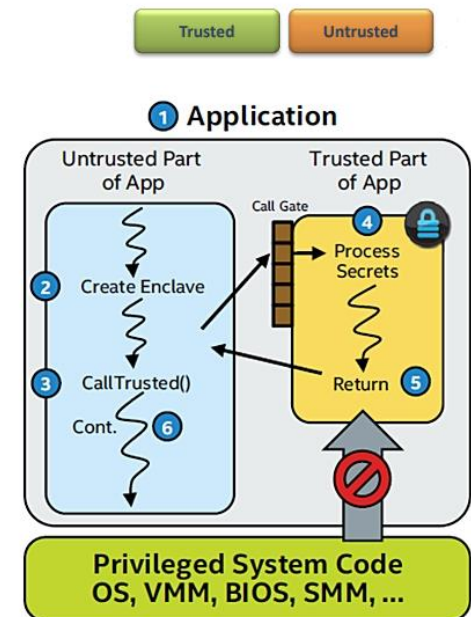 Trusted
Untrusted
1 Application
Untrusted Part
of App
Trusted Part
of App
Call Gate
4
Process
Secrets
2
Create Enclave
3
CallTrusted()
Return 5
Cont. 6
Privileged System Code
OS, VMM, BIOS, SMM, ...